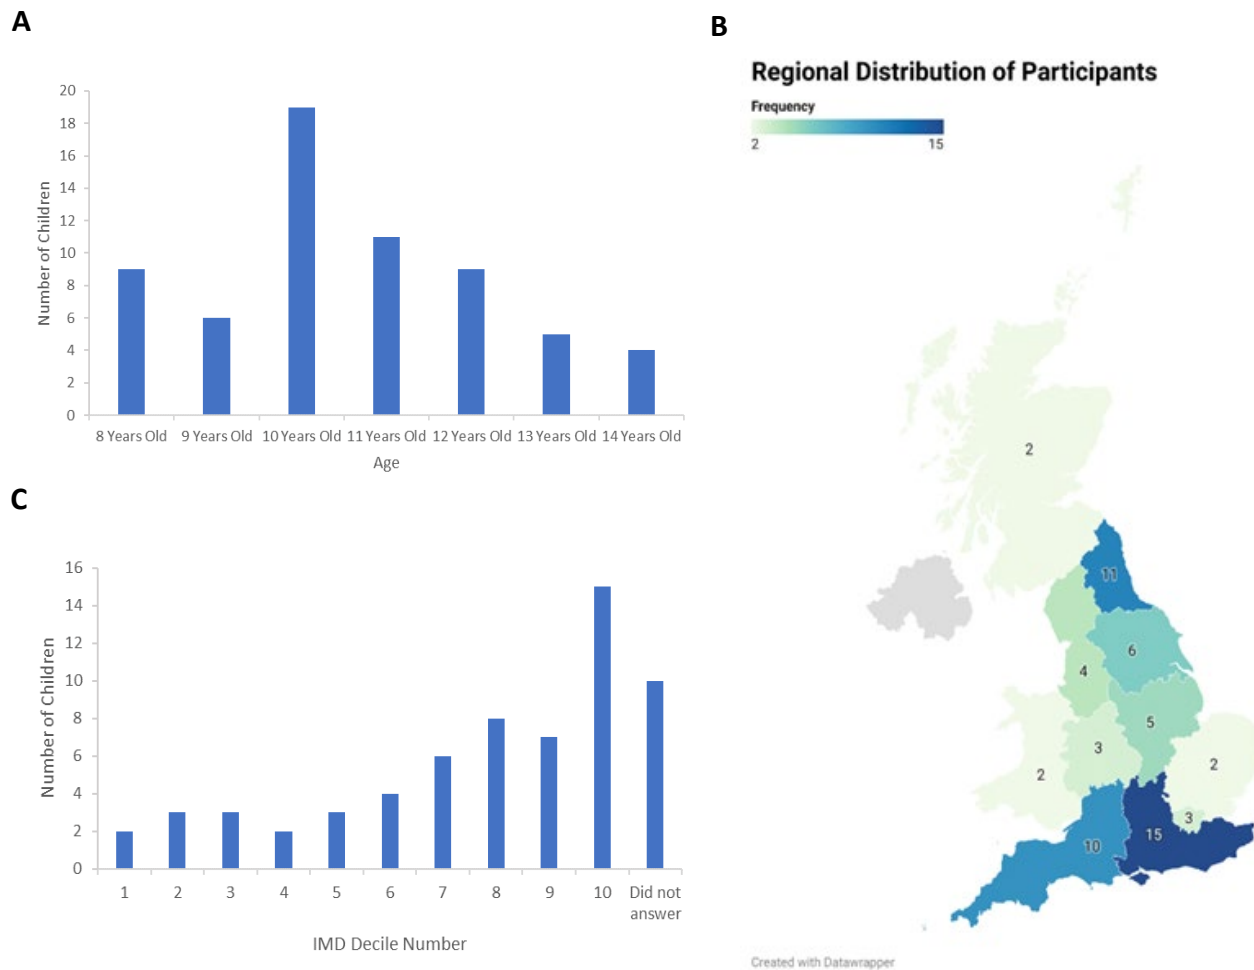 A
20
18
16
14
12
10
8
6
4
2
0
Number of Children
8 Years Old 9 Years Old 10 Years Old 11 Years Old 12 Years Old 13 Years Old 14 Years Old
Age
B
Regional Distribution of Participants
Frequency
2 15
2
11
6
4
5
3
2
2
3
15
10
Created with Datawrapper
C
16
14
12
10
8
6
4
2
0
Number of Children
1 2 3 4 5 6 7 8 9 10 Did not
answer
IMD Decile Number